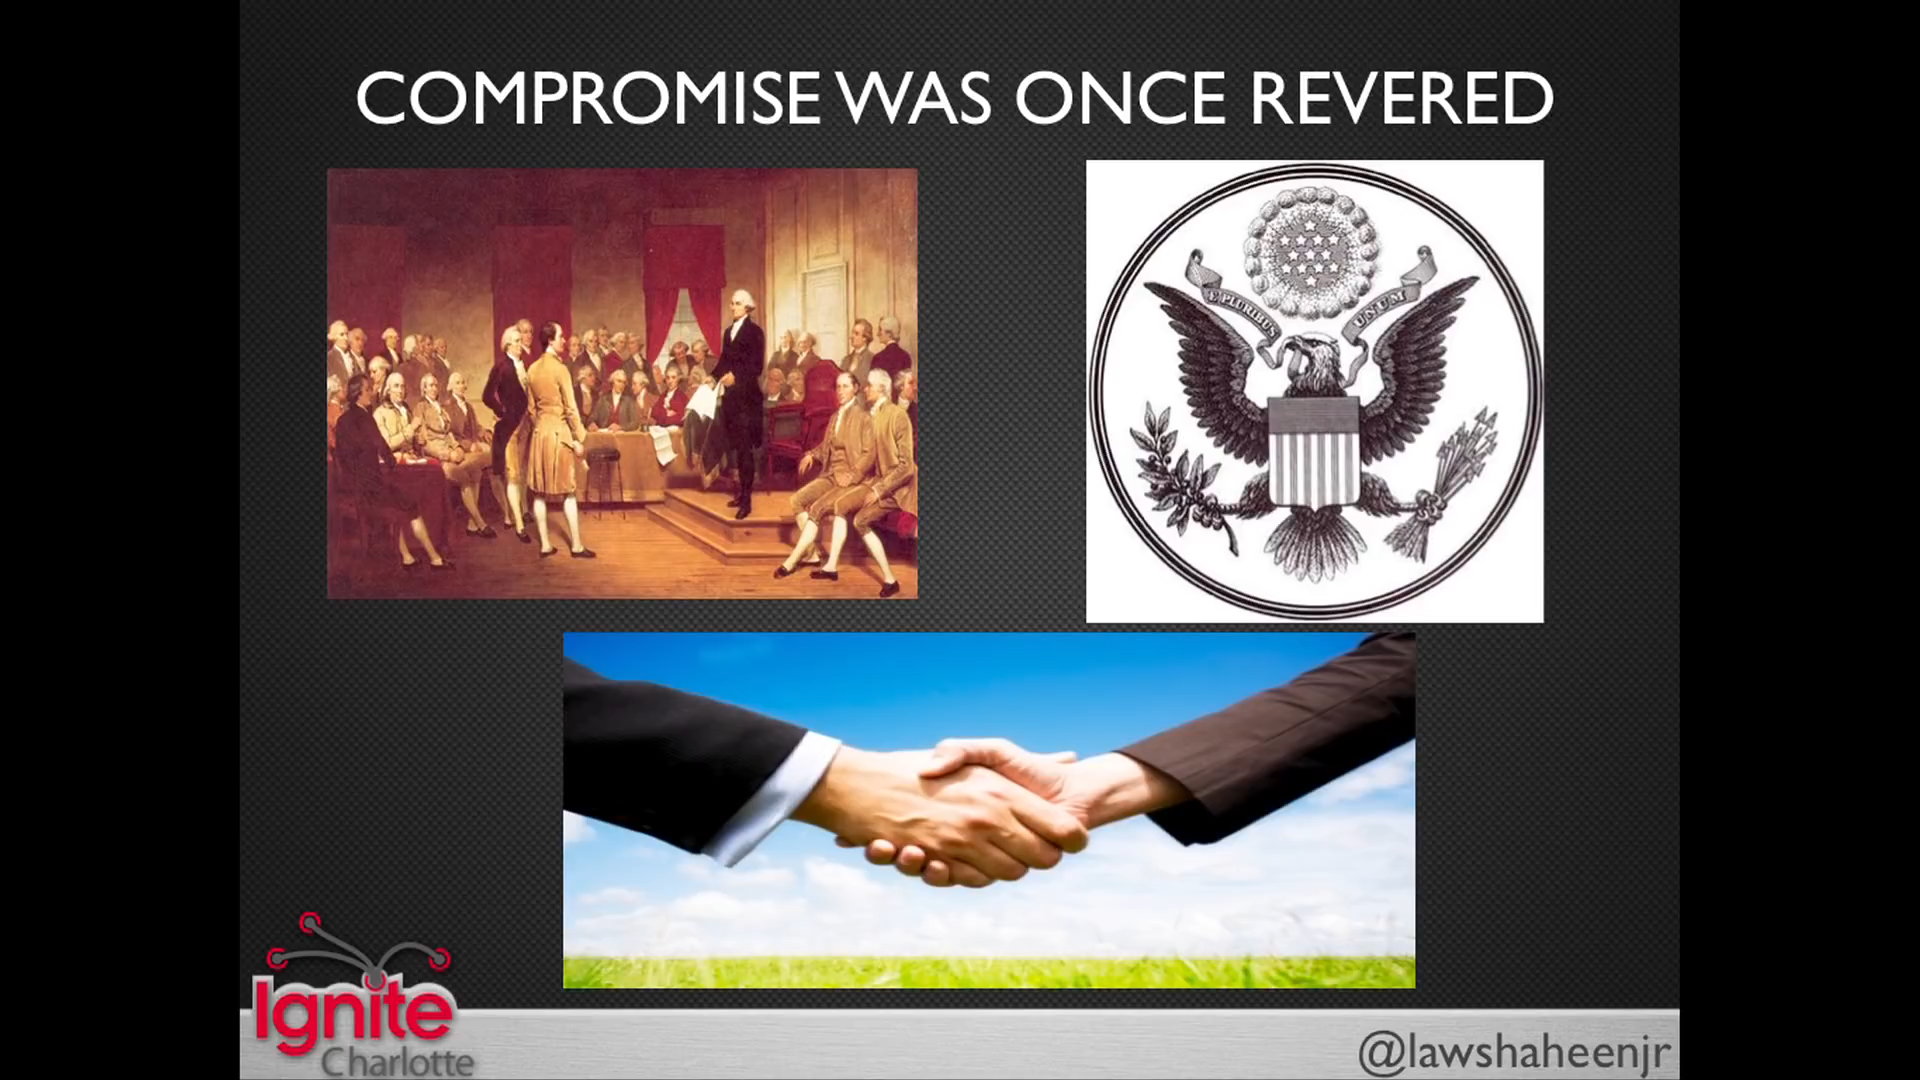 COMPROMISE WAS ONCE REVERED
E PLURIBUS UNUM
Ignite
Charlotte
@lawshaheenjr